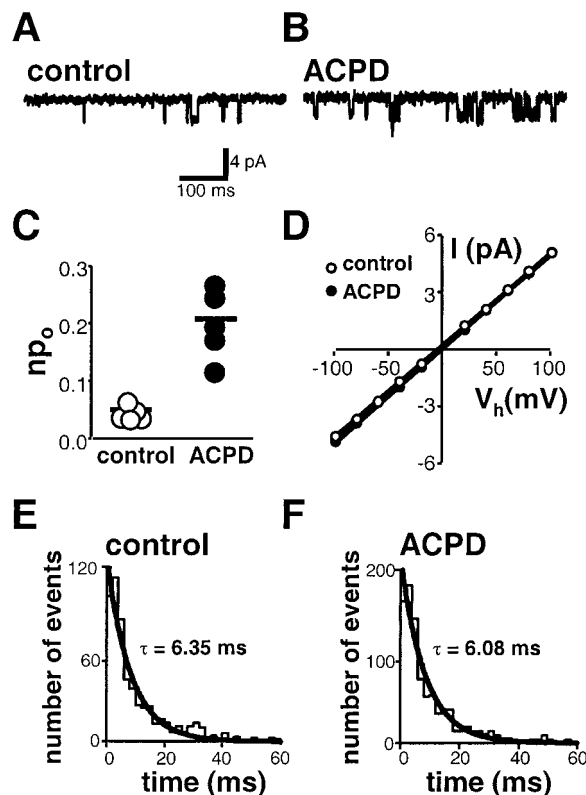 A
B
control
ACPD
4 pA
100 ms
C
D
0.3
0.2
0.1
0.0
np₀
control
ACPD
6
I (pA)
control
ACPD
3
-100
-50
50
100
-3
V_h(mV)
-6
E
F
control
ACPD
120
60
0
number of events
τ = 6.35 ms
0
20
40
60
time (ms)
200
100
0
number of events
τ = 6.08 ms
0
20
40
60
time (ms)